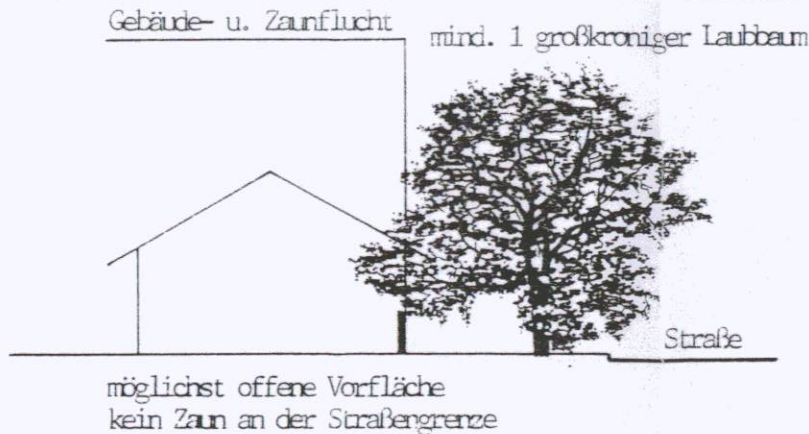 Gebäude- u. Zaunflucht
mind. 1 großkroniger Laubbaum
Straße
möglichst offene Vorfläche
kein Zaun an der Straßengrenze